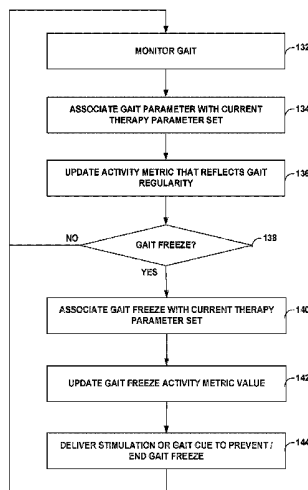 MONITOR GAIT
132
ASSOCIATE GAIT PARAMETER WITH CURRENT
THERAPY PARAMETER SET
134
UPDATE ACTIVITY METRIC THAT REFLECTS GAIT
REGULARITY
136
NO
GAIT FREEZE?
138
YES
ASSOCIATE GAIT FREEZE WITH CURRENT THERAPY
PARAMETER SET
140
UPDATE GAIT FREEZE ACTIVITY METRIC VALUE
142
DELIVER STIMULATION OR GAIT CUE TO PREVENT /
END GAIT FREEZE
144